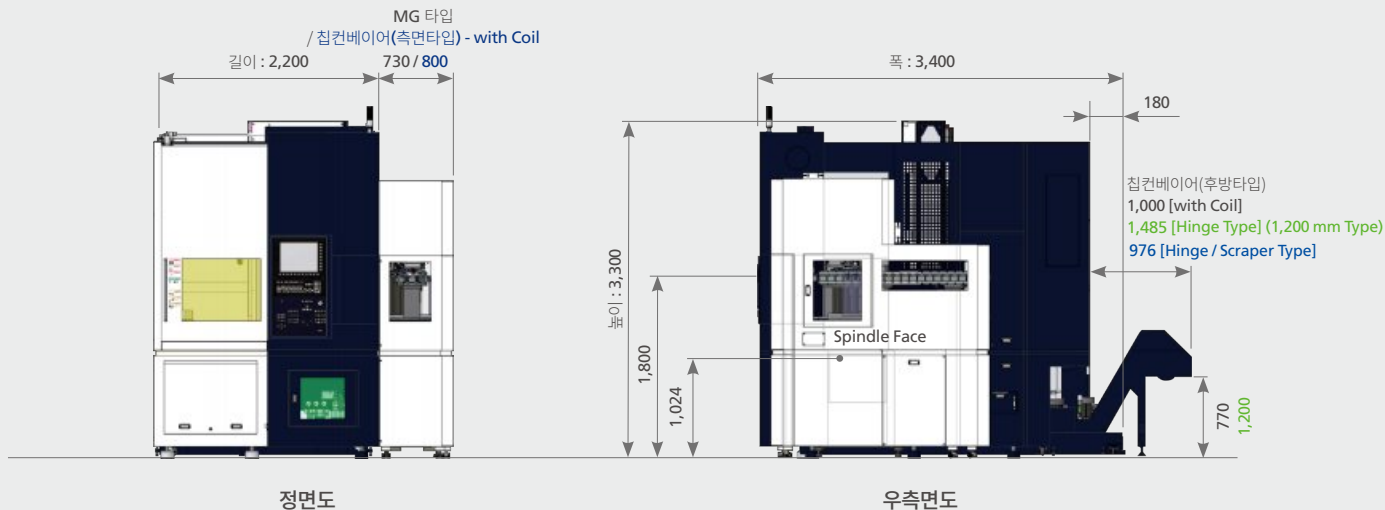 MG 타입
/ 칩컨베이어(측면타입) - with Coil
길이 : 2,200
730 / 800
폭 : 3,400
180
칩컨베이어(후방타입)
1,000 [with Coil]
1,485 [Hinge Type] (1,200 mm Type)
976 [Hinge / Scraper Type]
높이 : 3,300
1,800
1,024
Spindle Face
770
1,200
정면도
우측면도